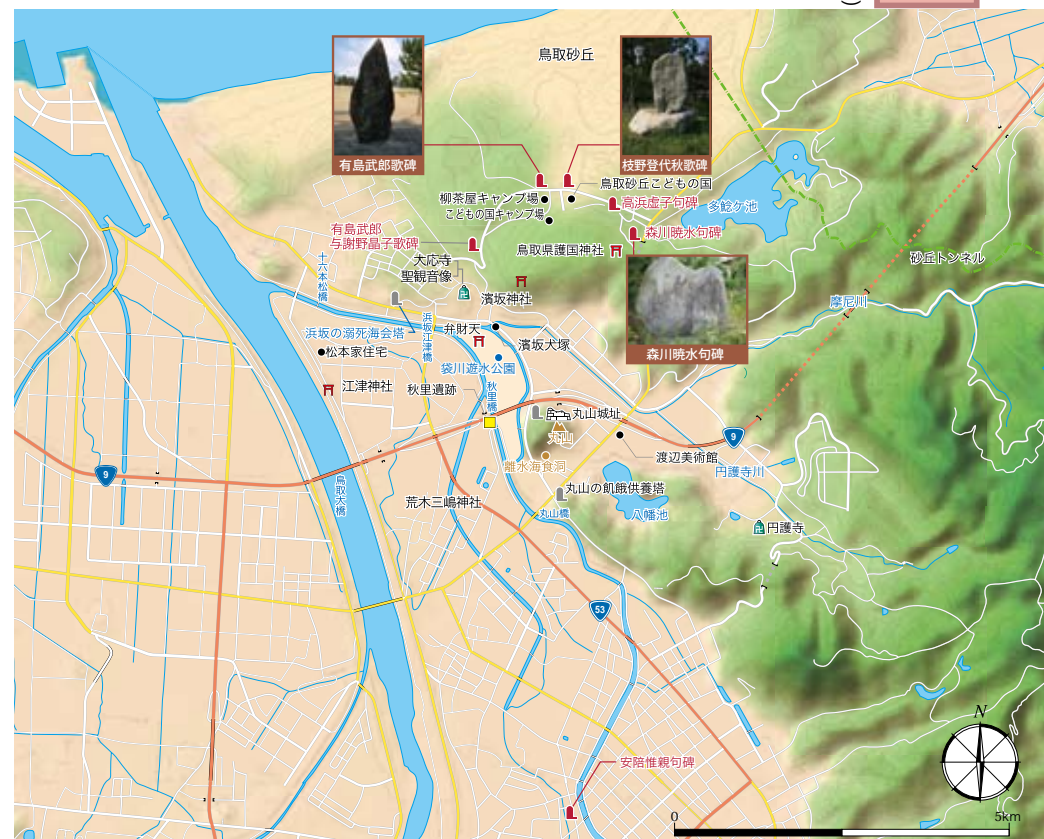 鳥取砂丘
有島武郎歌碑
枝野登代秋歌碑
鳥取砂丘こどもの国
柳茶屋キャンプ場
高浜虚子句碑
多鯰ケ池
こどもの国キャンプ場
有島武郎
与謝野晶子歌碑
森川暁水句碑
鳥取県護国神社
砂丘トンネル
大応寺
聖観音像
十六本松橋
濱坂神社
摩尼川
浜坂の溺死海会塔
浜坂江津橋
弁財天
濱坂犬塚
松本家住宅
森川暁水句碑
袋川遊水公園
江津神社
秋里遺跡
秋里橋
丸山城址
丸山
9
渡辺美術館
離水海食洞
円護寺川
9
鳥取大橋
丸山の飢餓供養塔
荒木三嶋神社
丸山橋
八幡池
円護寺
53
N
安陪惟親句碑
0
5km